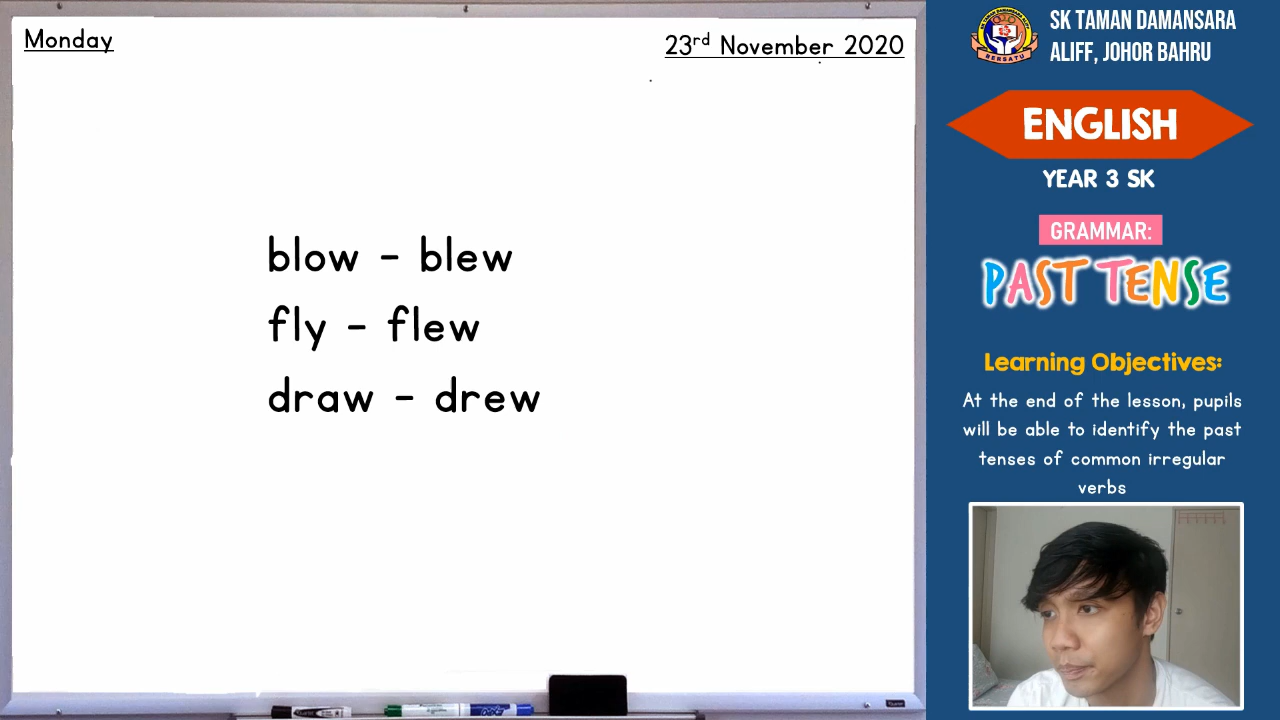 Monday
23rd November 2020
blow - blew
fly - flew
draw - drew
SK TAMAN DAMANSARA
ALIFF, JOHOR BAHRU
BERSATU
ENGLISH
YEAR 3 SK
GRAMMAR:
PAST TENSE
Learning Objectives:
At the end of the lesson, pupils
will be able to identify the past
tenses of common irregular
verbs